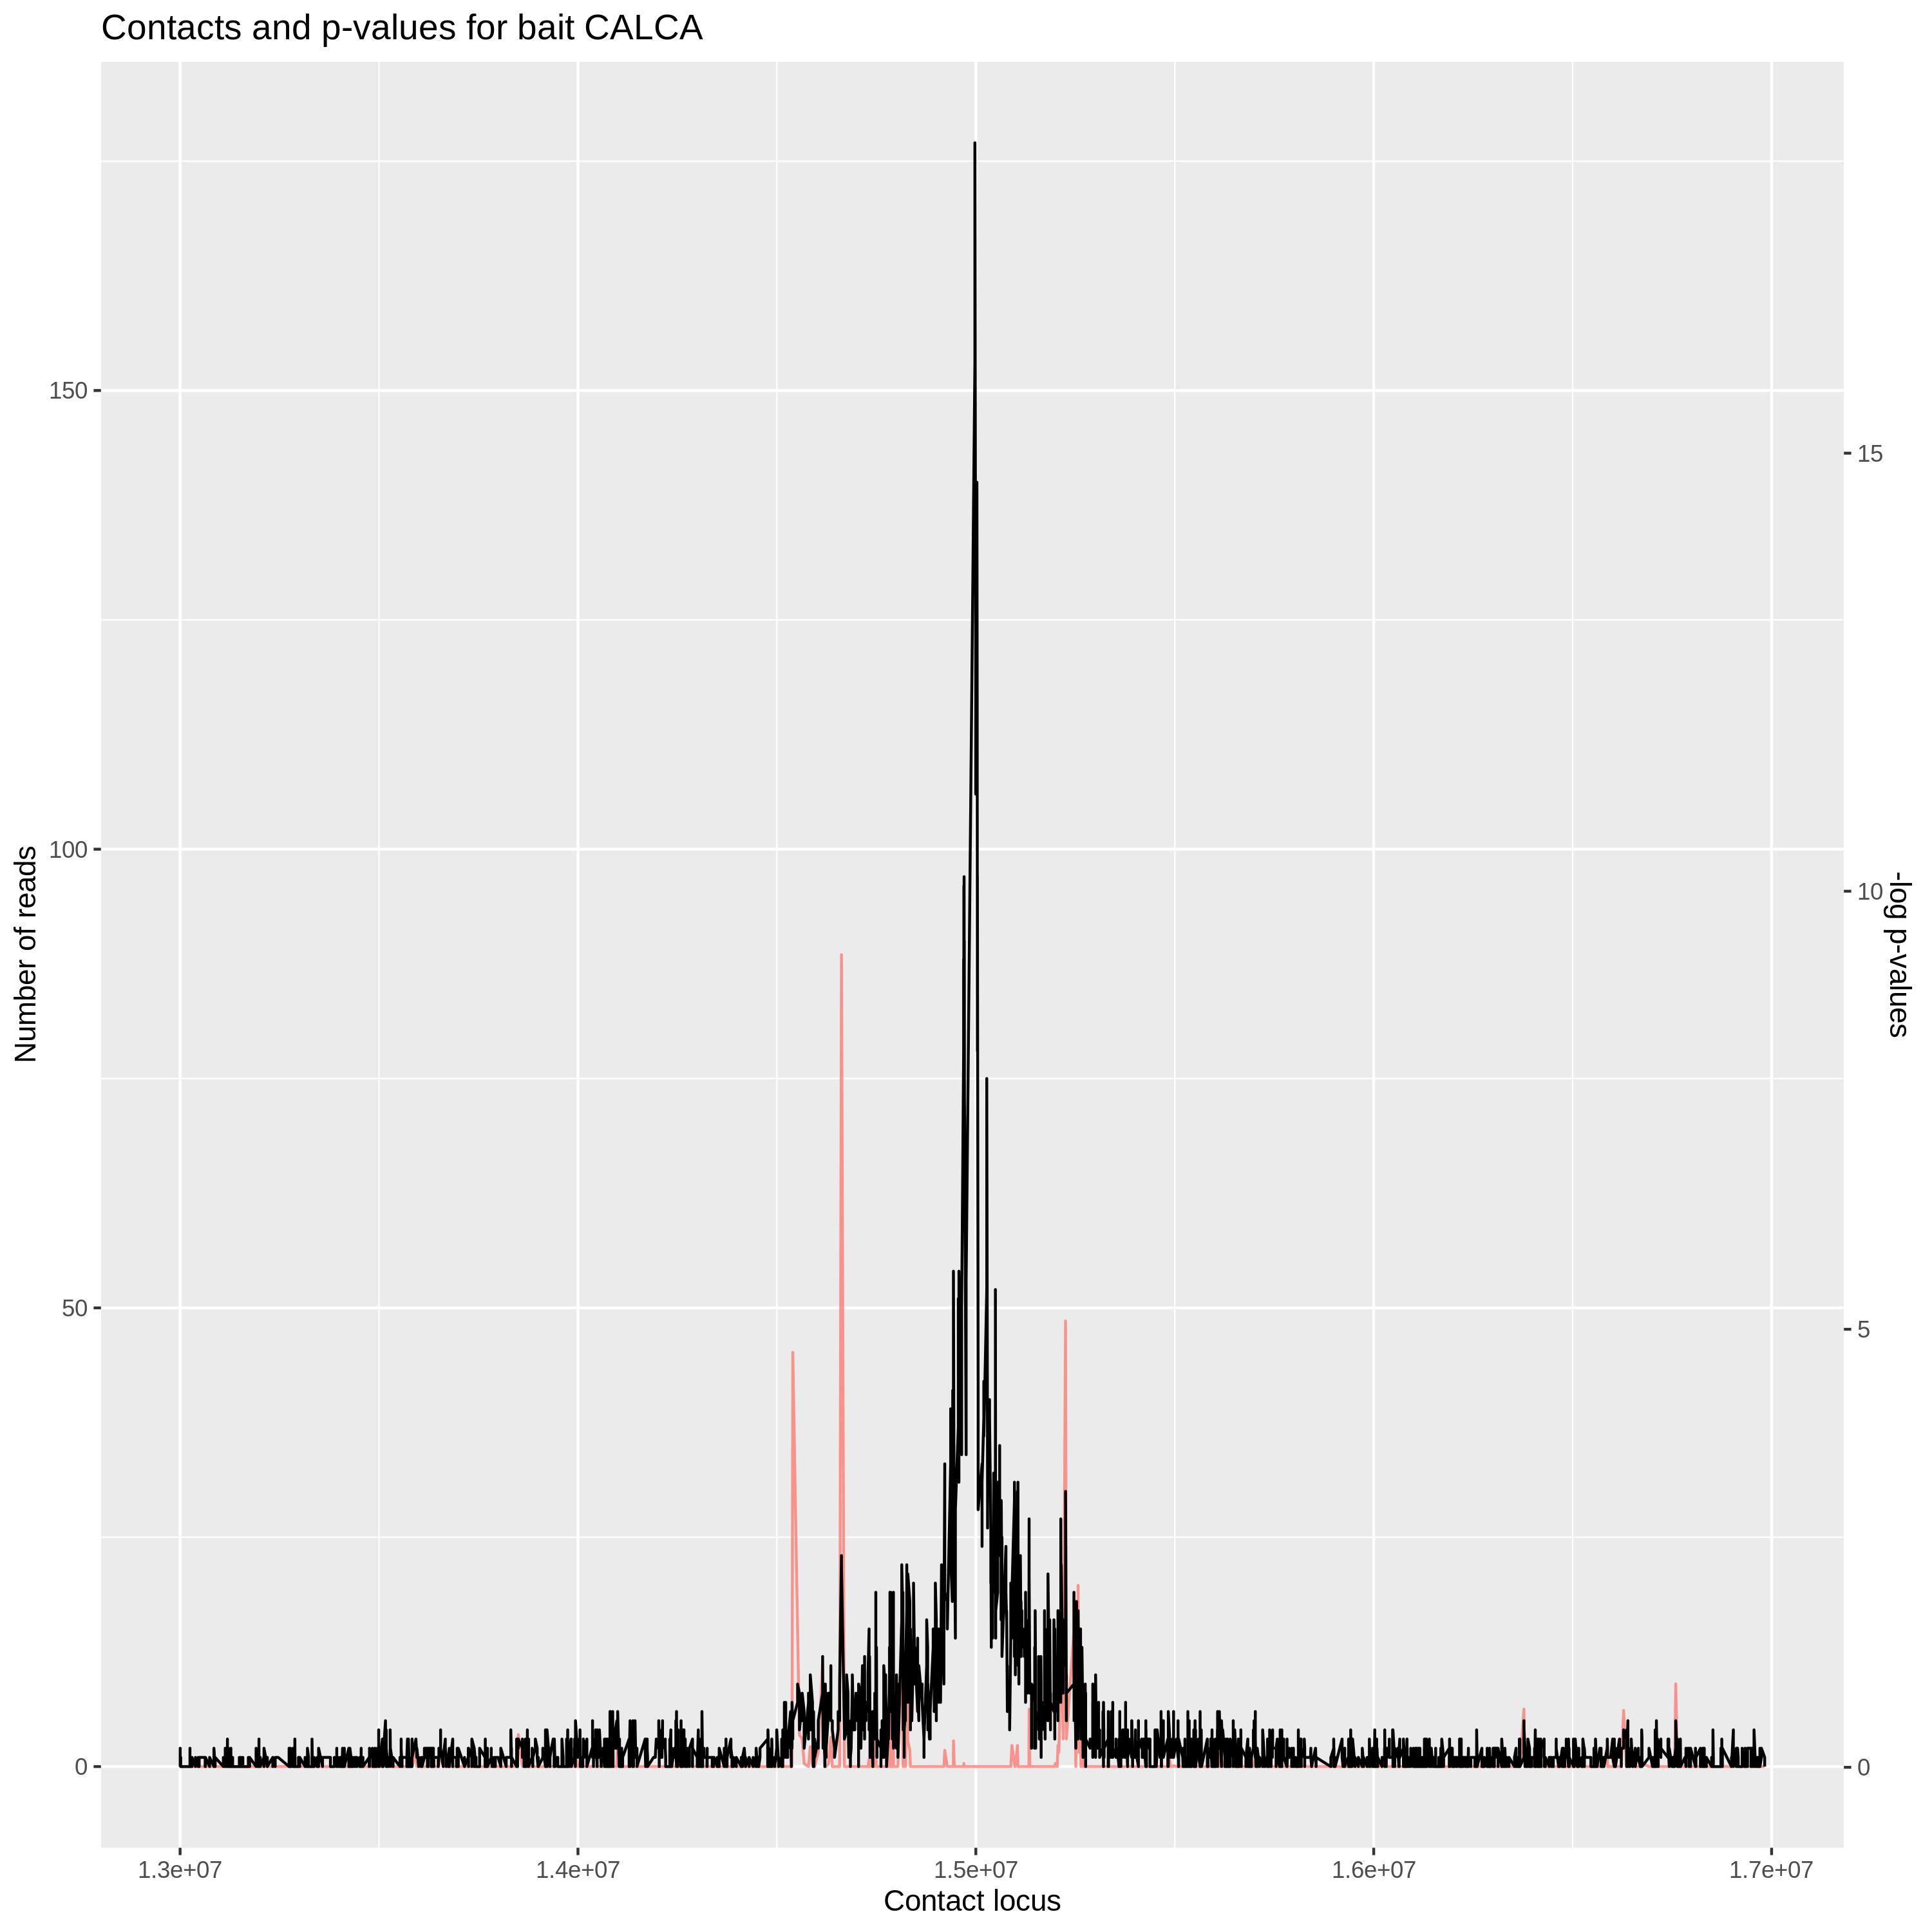 Contacts and p-values for bait CALCA
150
100
50
0
Number of reads
15
10
5
0
-log p-values
1.3e+07
1.4e+07
1.5e+07
1.6e+07
1.7e+07
Contact locus